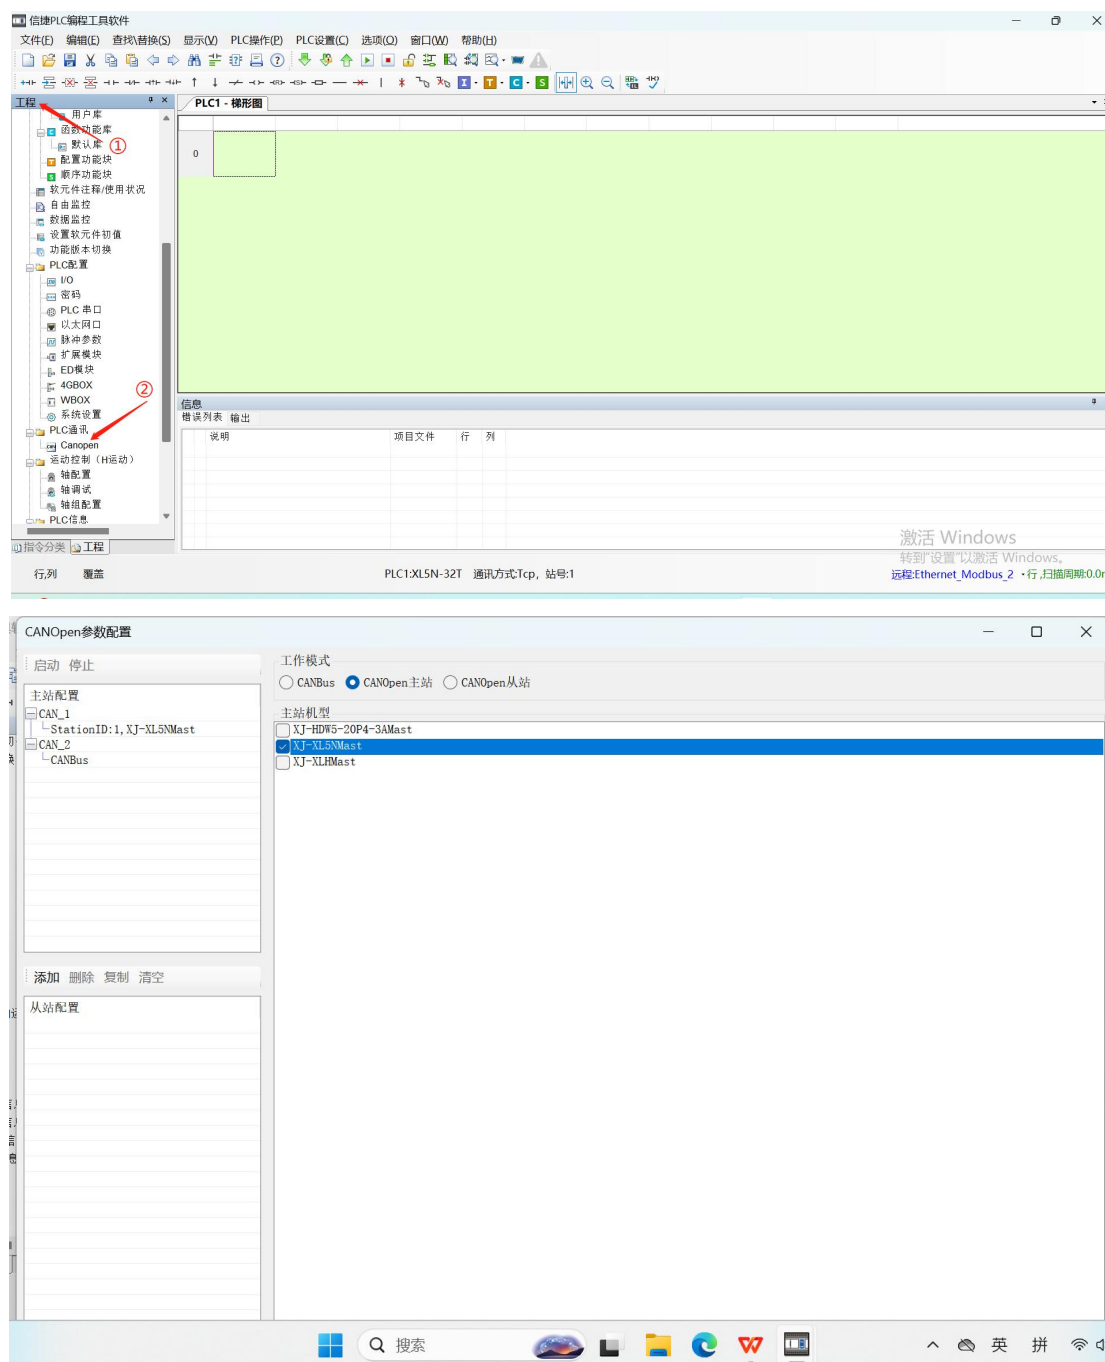 信捷PLC编程工具软件
文件(F) 编辑(E) 查找\替换(S) 显示(V) PLC操作(P) PLC设置(C) 选项(O) 窗口(W) 帮助(H)
工程
PLC1 - 梯形图
用户库
函数功能库
默认库
①
配置功能块
顺序功能块
软元件注释/使用状况
自由监控
数据监控
设置软元件初值
功能版本切换
PLC配置
I/O
密码
PLC 串口
以太网口
脉冲参数
扩展模块
ED模块
4GBOX
②
WBOX
系统设置
PLC通讯
Canopen
运动控制（H运动）
轴配置
轴调试
轴组配置
PLC信息
指令分类 工程
0
信息
错误列表 输出
说明 项目文件 行 列
激活 Windows
转到"设置"以激活 Windows。
行,列 覆盖 PLC1:XL5N-32T 通讯方式:Tcp，站号:1 远程:Ethernet_Modbus_2 行 ,扫描周期:0.0
CANOpen参数配置
启动 停止
主站配置
CAN_1
StationID:1,XJ-XL5NMast
CAN_2
CANBus
工作模式
CANBus CANOpen主站 CANOpen从站
主站机型
XJ-HDW5-20P4-3AMast
XJ-XL5NMast
XJ-XLHMast
添加 删除 复制 清空
从站配置
搜索 英 拼